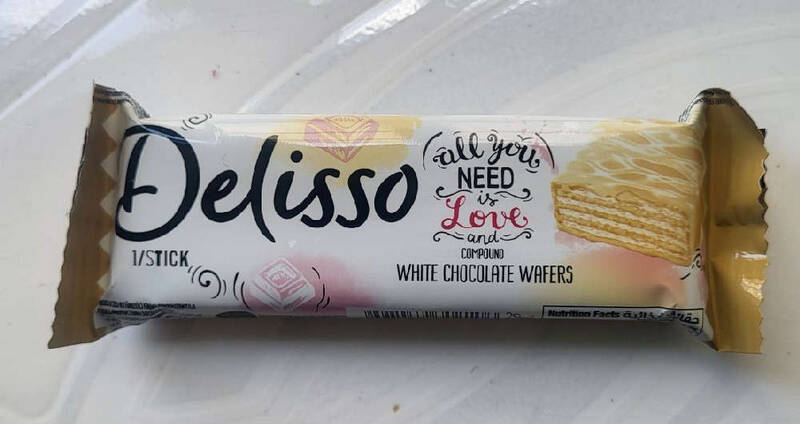 Delisso
1/STICK
all you
NEED
is
Love
and
COMPOUND
WHITE CHOCOLATE WAFERS
Nutrition Facts